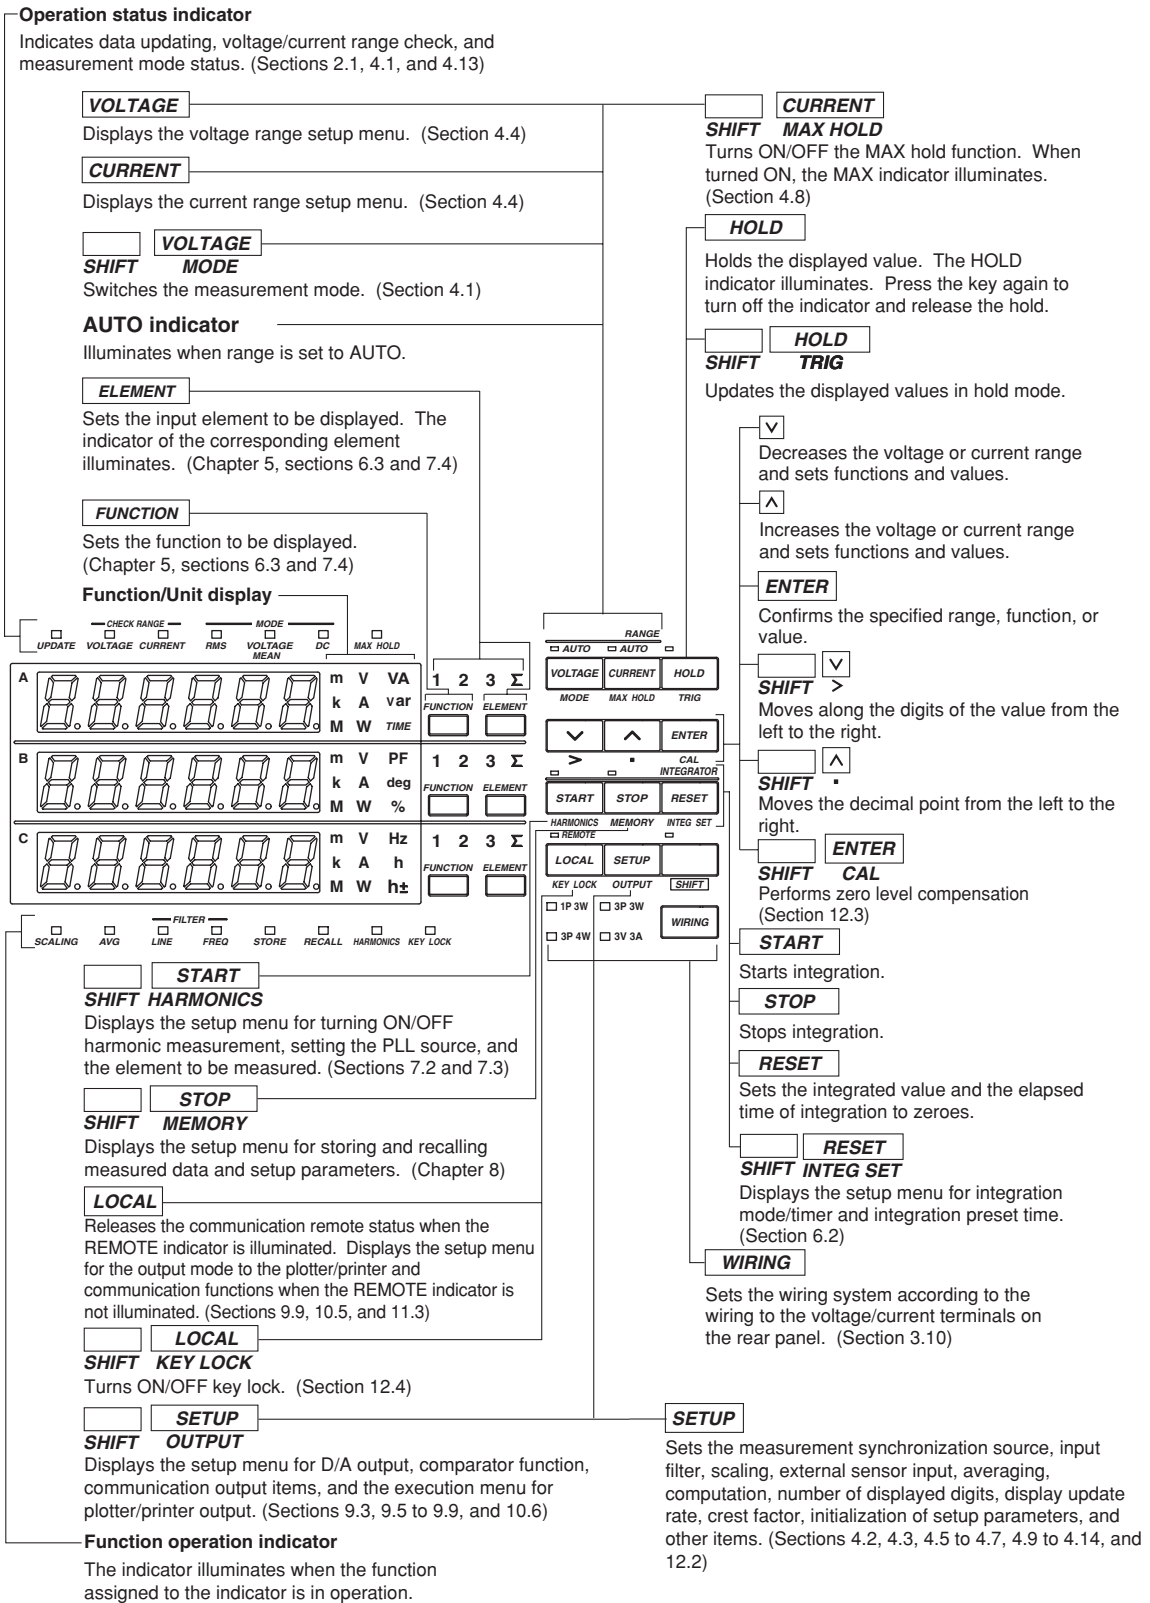 Operation status indicator
Indicates data updating, voltage/current range check, and
measurement mode status. (Sections 2.1, 4.1, and 4.13)
VOLTAGE
Displays the voltage range setup menu. (Section 4.4)
CURRENT
Displays the current range setup menu. (Section 4.4)
VOLTAGE
SHIFT MODE
Switches the measurement mode. (Section 4.1)
AUTO indicator
Illuminates when range is set to AUTO.
ELEMENT
Sets the input element to be displayed. The
indicator of the corresponding element
illuminates. (Chapter 5, sections 6.3 and 7.4)
FUNCTION
Sets the function to be displayed.
(Chapter 5, sections 6.3 and 7.4)
Function/Unit display
CURRENT
SHIFT MAX HOLD
Turns ON/OFF the MAX hold function. When
turned ON, the MAX indicator illuminates.
(Section 4.8)
HOLD
Holds the displayed value. The HOLD
indicator illuminates. Press the key again to
turn off the indicator and release the hold.
HOLD
SHIFT TRIG
Updates the displayed values in hold mode.
Decreases the voltage or current range
and sets functions and values.
Increases the voltage or current range
and sets functions and values.
ENTER
Confirms the specified range, function, or
value.
SHIFT >
Moves along the digits of the value from the
left to the right.
SHIFT .
Moves the decimal point from the left to the
right.
ENTER
SHIFT CAL
Performs zero level compensation
(Section 12.3)
START
Starts integration.
STOP
Stops integration.
RESET
Sets the integrated value and the elapsed
time of integration to zeroes.
RESET
SHIFT INTEG SET
Displays the setup menu for integration
mode/timer and integration preset time.
(Section 6.2)
WIRING
Sets the wiring system according to the
wiring to the voltage/current terminals on
the rear panel. (Section 3.10)
CHECK RANGE MODE
UPDATE VOLTAGE CURRENT RMS VOLTAGE MEAN DC MAX HOLD
A 8.8.8.8.8.8. m V VA 1 2 3 Σ
k A var FUNCTION ELEMENT
M W TIME
B 8.8.8.8.8.8. m V PF 1 2 3 Σ
k A deg FUNCTION ELEMENT
M W %
C 8.8.8.8.8.8. m V Hz 1 2 3 Σ
k A h FUNCTION ELEMENT
M W h±
FILTER
SCALING AVG LINE FREQ STORE RECALL HARMONICS KEY LOCK
RANGE
AUTO AUTO
VOLTAGE CURRENT HOLD
MODE MAX HOLD TRIG
ENTER
> . CAL
INTEGRATOR
START STOP RESET
HARMONICS MEMORY INTEG SET
REMOTE
LOCAL SETUP
KEY LOCK OUTPUT SHIFT
1P 3W 3P 3W
WIRING
3P 4W 3V 3A
START
SHIFT HARMONICS
Displays the setup menu for turning ON/OFF
harmonic measurement, setting the PLL source, and
the element to be measured. (Sections 7.2 and 7.3)
STOP
SHIFT MEMORY
Displays the setup menu for storing and recalling
measured data and setup parameters. (Chapter 8)
LOCAL
Releases the communication remote status when the
REMOTE indicator is illuminated. Displays the setup menu
for the output mode to the plotter/printer and
communication functions when the REMOTE indicator is
not illuminated. (Sections 9.9, 10.5, and 11.3)
LOCAL
SHIFT KEY LOCK
Turns ON/OFF key lock. (Section 12.4)
SETUP
SHIFT OUTPUT
Displays the setup menu for D/A output, comparator function,
communication output items, and the execution menu for
plotter/printer output. (Sections 9.3, 9.5 to 9.9, and 10.6)
Function operation indicator
The indicator illuminates when the function
assigned to the indicator is in operation.
SETUP
Sets the measurement synchronization source, input
filter, scaling, external sensor input, averaging,
computation, number of displayed digits, display update
rate, crest factor, initialization of setup parameters, and
other items. (Sections 4.2, 4.3, 4.5 to 4.7, 4.9 to 4.14, and
12.2)